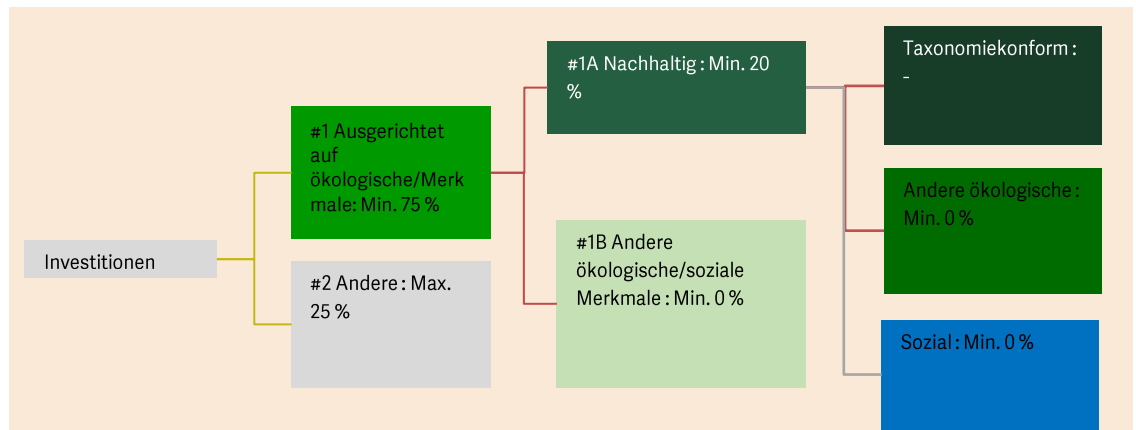 Investitionen
#1 Ausgerichtet
auf
ökologische/Merk
male: Min. 75 %
#2 Andere : Max.
25 %
#1A Nachhaltig : Min. 20
%
#1B Andere
ökologische/soziale
Merkmale : Min. 0 %
Taxonomiekonform :
-
Andere ökologische :
Min. 0 %
Sozial : Min. 0 %